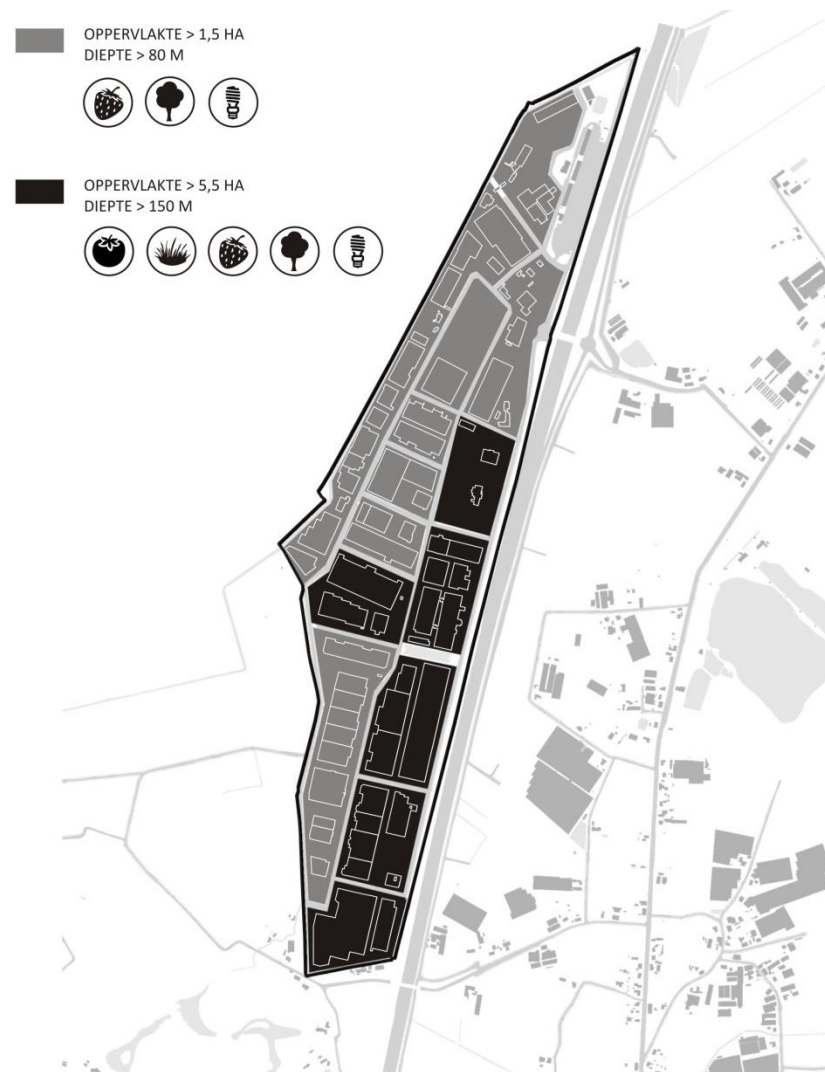 OPPERVLAKTE > 1,5 HA
DIEPTE > 80 M
OPPERVLAKTE > 5,5 HA
DIEPTE > 150 M